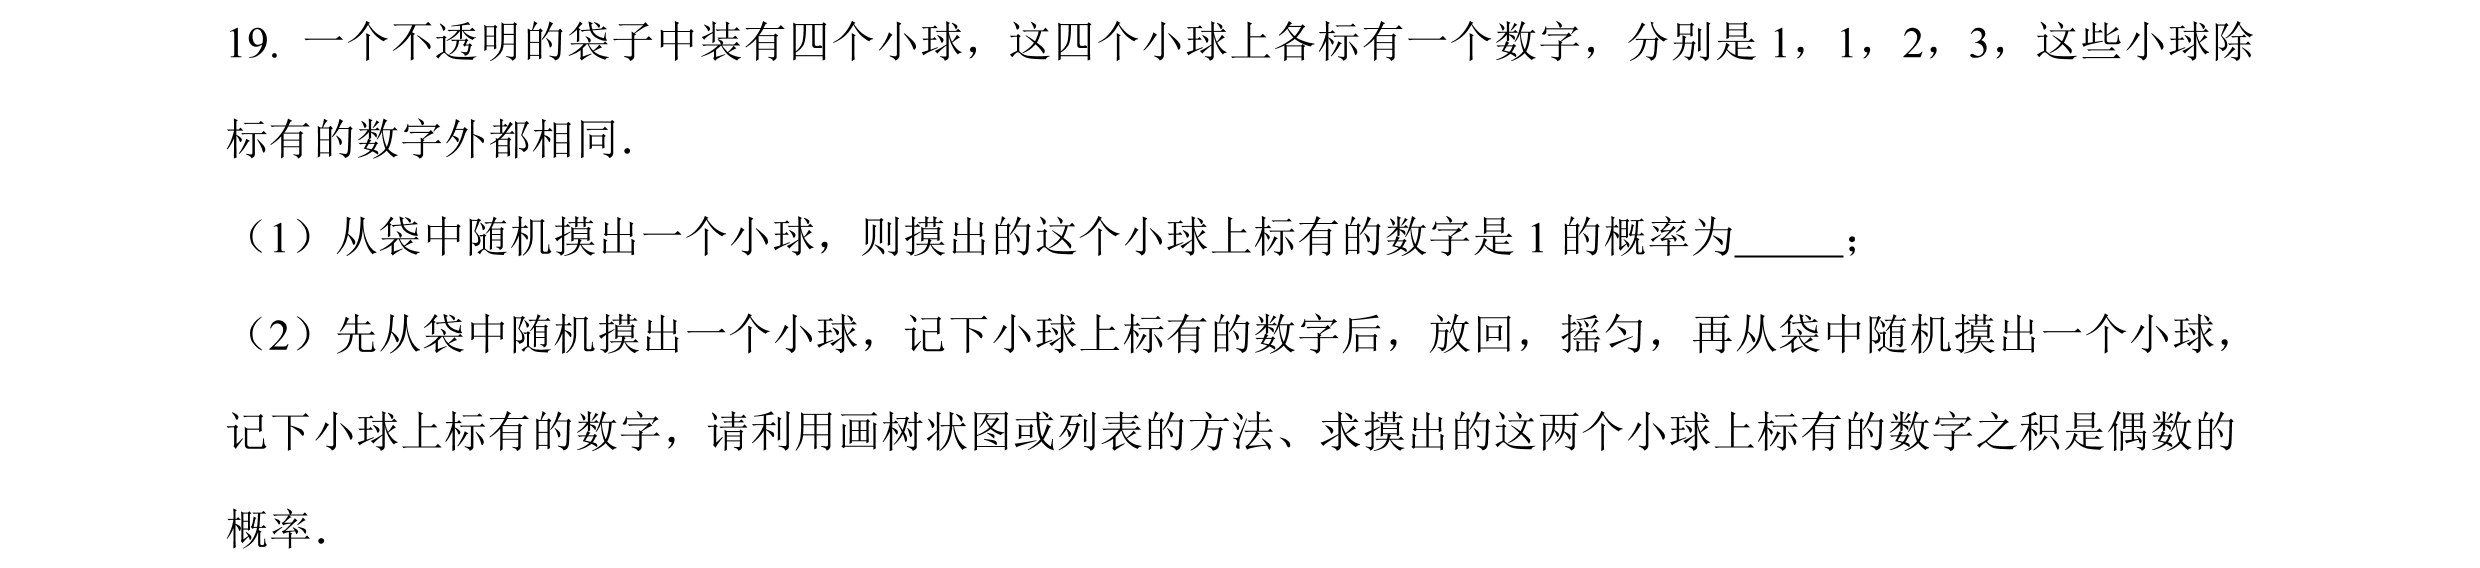 19. 一个不透明的袋子中装有四个小球，这四个小球上各标有一个数字，分别是 1，1，2，3，这些小球除
标有的数字外都相同．
（1）从袋中随机摸出一个小球，则摸出的这个小球上标有的数字是 1 的概率为_____；
（2）先从袋中随机摸出一个小球，记下小球上标有的数字后，放回，摇匀，再从袋中随机摸出一个小球，
记下小球上标有的数字，请利用画树状图或列表的方法、求摸出的这两个小球上标有的数字之积是偶数的
概率．